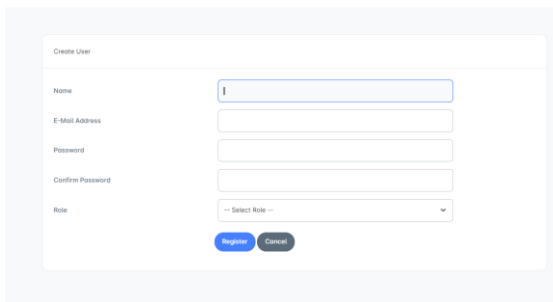 Create User
Name
E-Mail Address
Password
Confirm Password
Role
-- Select Role --
Register Cancel